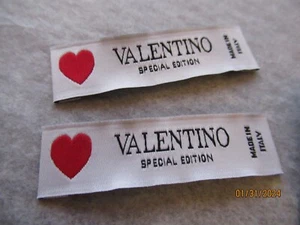 VALENTINO
SPECIAL EDITION
MADE IN
ITALY
VALENTINO
SPECIAL EDITION
MADE IN
ITALY
01/31/2014